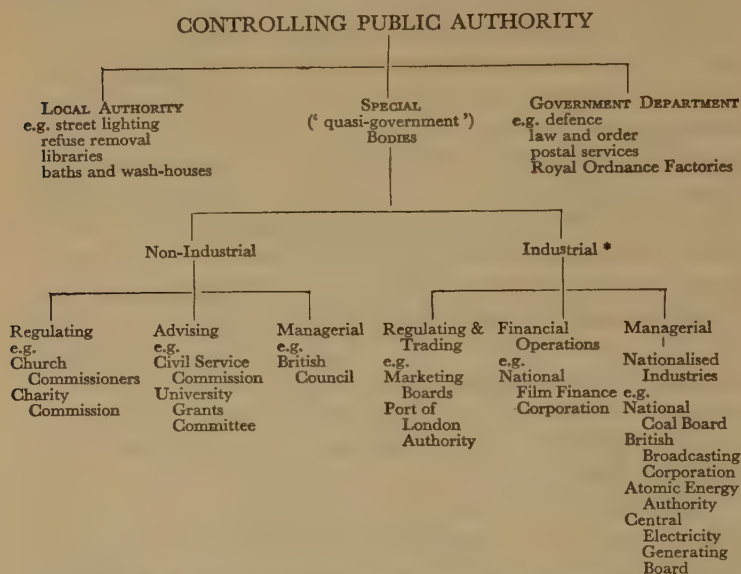 CONTROLLING PUBLIC AUTHORITY
LOCAL AUTHORITY
e.g. street lighting
refuse removal
libraries
baths and wash-houses
SPECIAL
(‘ quasi-government ’)
BODIES
GOVERNMENT DEPARTMENT
e.g. defence
law and order
postal services
Royal Ordnance Factories
Non-Industrial
Industrial *
Regulating
e.g.
Church
Commissioners
Charity
Commission
Advising
e.g.
Civil Service
Commission
University
Grants
Committee
Managerial
e.g.
British
Council
Regulating &
Trading
e.g.
Marketing
Boards
Port of
London
Authority
Financial
Operations
e.g.
National
Film Finance
Corporation
Managerial
Nationalised
Industries
e.g.
National
Coal Board
British
Broadcasting
Corporation
Atomic Energy
Authority
Central
Electricity
Generating
Board